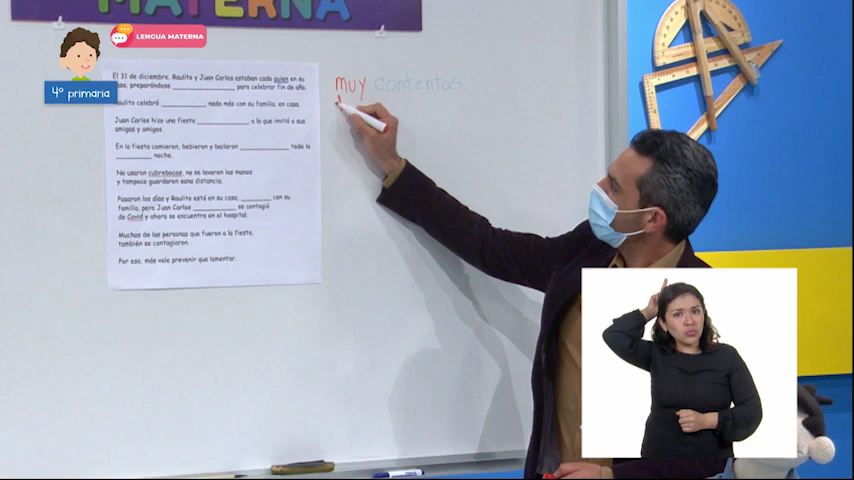 MATERNA
LENGUA MATERNA
4º primaria
El 31 de diciembre, Raulito y Juan Carlos estaban cada quien en su
casa, preparándose ________________ para celebrar fin de año.
Raulito celebró ____________ nada más con su familia, en casa.
Juan Carlos hizo una fiesta ______________, a la que invitó a sus
amigas y amigos.
En la fiesta comieron, bebieron y bailaron _____________ toda la
__________ noche.
No usaron cubrebocas, no se lavaron las manos
y tampoco guardaron sana distancia.
Pasaron los días y Raulito está en su casa, ________ con su
familia, pero Juan Carlos ____________ se contagió
de Covid y ahora se encuentra en el hospital.
Muchas de las personas que fueron a la fiesta,
también se contagiaron.
Por eso, más vale prevenir que lamentar.
muy contentos